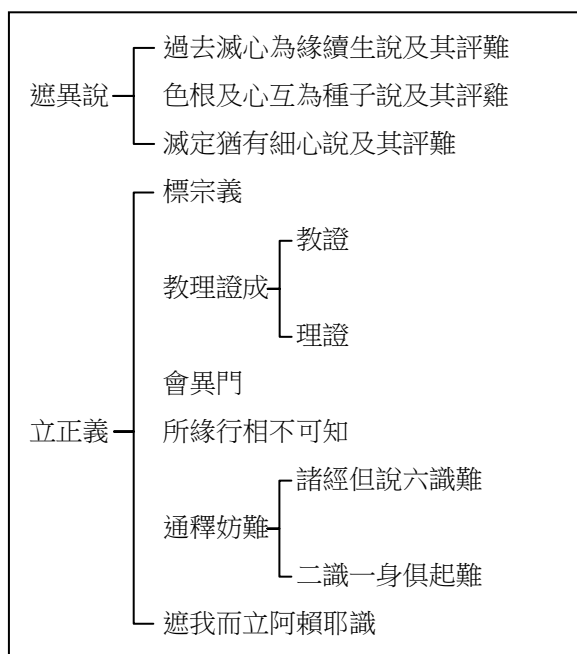 過去滅心為緣續生說及其評難
遮異說
色根及心互為種子說及其評雞
滅定猶有細心說及其評難
標宗義
教證
教理證成
理證
會異門
立正義
所緣行相不可知
諸經但說六識難
通釋妨難
二識一身俱起難
遮我而立阿賴耶識